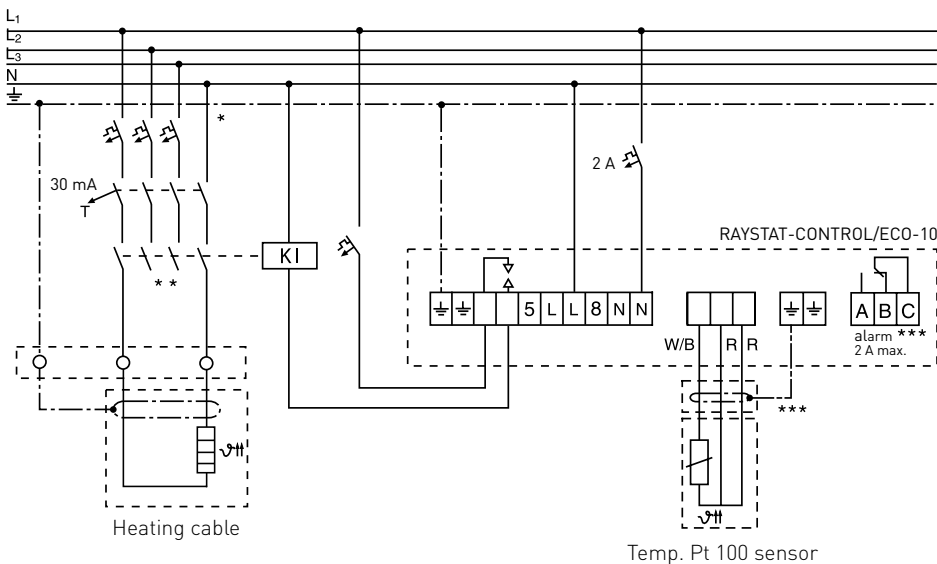 L1
L2
L3
N
*
30 mA
T
2 A
RAYSTAT-CONTROL/ECO-10
KI
* *
5 L L 8 N N
A B C
W/B R R
alarm ***
2 A max.
***
ϑ
ϑ
Heating cable
Temp. Pt 100 sensor